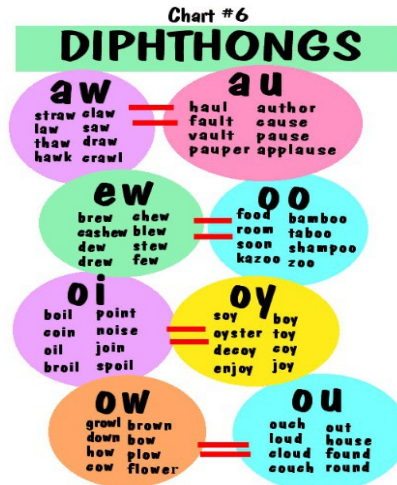 Chart #6
DIPHTHONGS
aw
straw claw
law saw
thaw draw
hawk crawl
au
haul author
fault cause
vault pause
pauper applause
ew
brew chew
cashew blew
dew stew
drew few
oo
food bamboo
room taboo
soon shampoo
kazoo zoo
oi
boil point
coin noise
oil join
broil spoil
oy
soy boy
oyster toy
decoy coy
enjoy joy
ow
growl brown
down bow
how plow
cow flower
ou
ouch out
loud house
cloud found
couch round